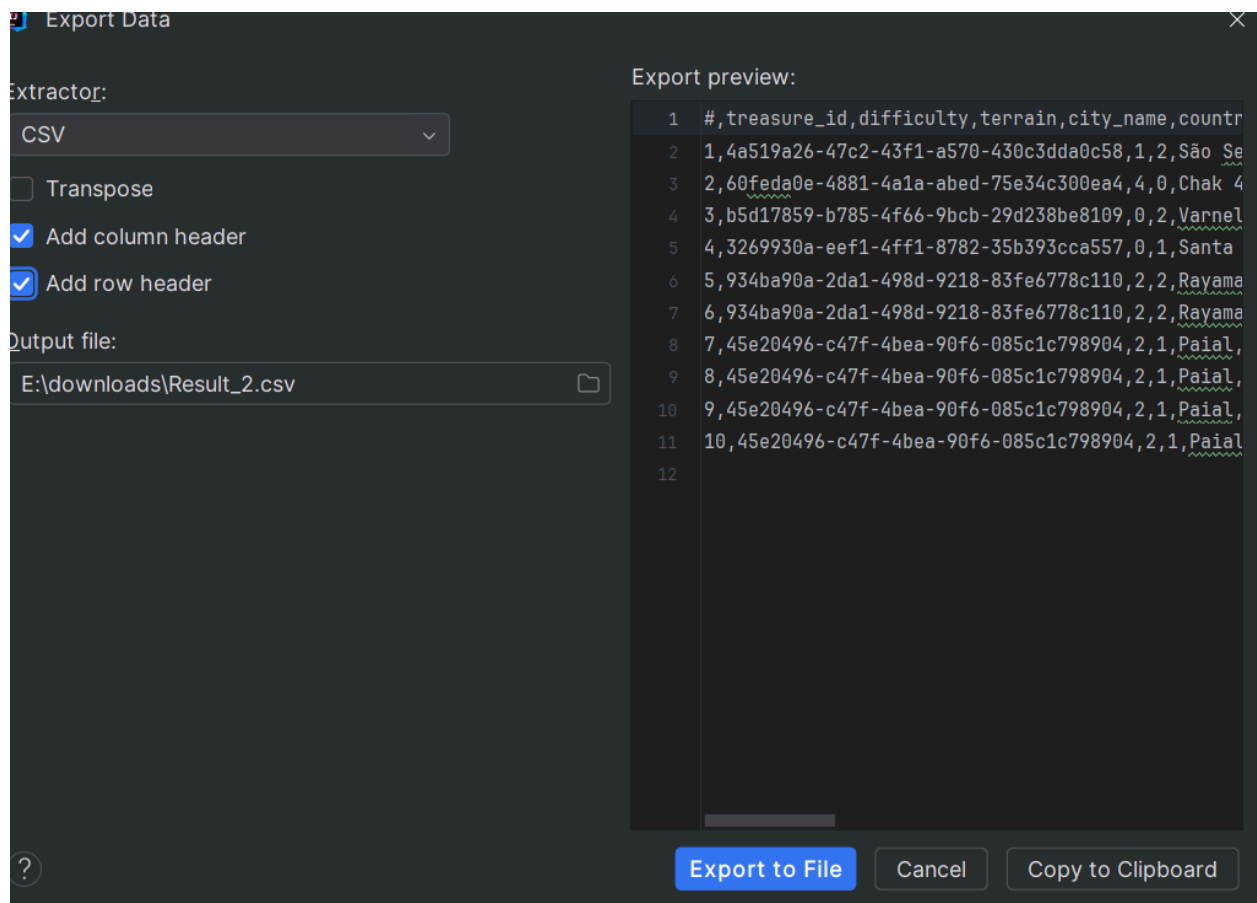 Export Data
Extractor:
CSV
Transpose
Add column header
Add row header
Output file:
E:\downloads\Result_2.csv
Export preview:
1 #,treasure_id,difficulty,terrain,city_name,countr
2 1,4a519a26-47c2-43f1-a570-430c3dda0c58,1,2,São Se
3 2,60feda0e-4881-4a1a-abed-75e34c300ea4,4,0,Chak 4
4 3,b5d17859-b785-4f66-9bcb-29d238be8109,0,2,Varnel
5 4,3269930a-eef1-4ff1-8782-35b393cca557,0,1,Santa
6 5,934ba90a-2da1-498d-9218-83fe6778c110,2,2,Rayama
7 6,934ba90a-2da1-498d-9218-83fe6778c110,2,2,Rayama
8 7,45e20496-c47f-4bea-90f6-085c1c798904,2,1,Paial,
9 8,45e20496-c47f-4bea-90f6-085c1c798904,2,1,Paial,
10 9,45e20496-c47f-4bea-90f6-085c1c798904,2,1,Paial,
11 10,45e20496-c47f-4bea-90f6-085c1c798904,2,1,Paial
12
? Export to File Cancel Copy to Clipboard